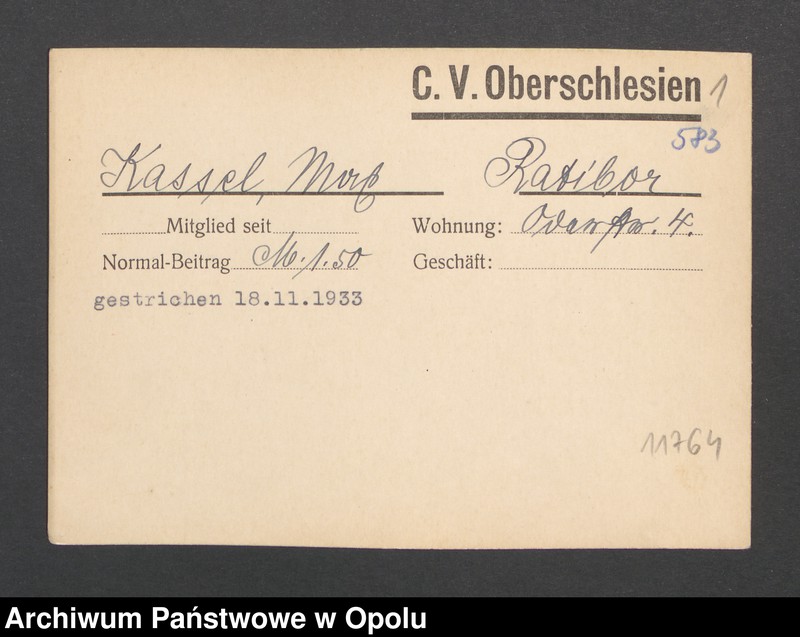 C. V. Oberschlesien 1
583
Kassel, Max Ratibor
Mitglied seit Wohnung: Oderstr. 4.
Normal-Beitrag M. 1.50 Geschäft:
gestrichen 18.11.1933
11764
Archiwum Państwowe w Opolu